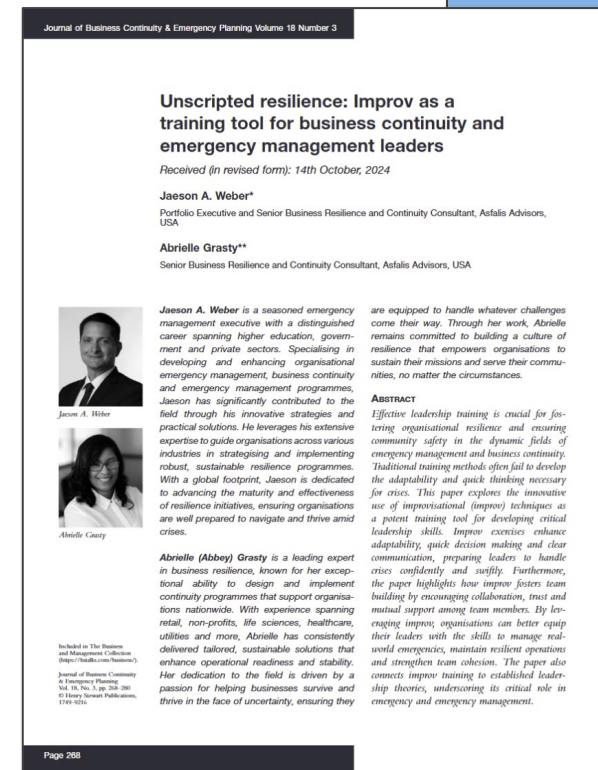 Journal of Business Continuity & Emergency Planning Volume 18 Number 3
Unscripted resilience: Improv as a
training tool for business continuity and
emergency management leaders
Received (in revised form): 14th October, 2024
Jaeson A. Weber*
Portfolio Executive and Senior Business Resilience and Continuity Consultant, Asfalis Advisors,
USA
Abrielle Grasty**
Senior Business Resilience and Continuity Consultant, Asfalis Advisors, USA
Jaeson A. Weber
Abrielle Grasty
Included in The Business
and Management Collection
(https://hstalks.com/business/).
Journal of Business Continuity
& Emergency Planning
Vol. 18, No. 3, pp. 268–280
© Henry Stewart Publications,
1749-9216
Jaeson A. Weber is a seasoned emergency
management executive with a distinguished
career spanning higher education, govern-
ment and private sectors. Specialising in
developing and enhancing organisational
emergency management, business continuity
and emergency management programmes,
Jaeson has significantly contributed to the
field through his innovative strategies and
practical solutions. He leverages his extensive
expertise to guide organisations across various
industries in strategising and implementing
robust, sustainable resilience programmes.
With a global footprint, Jaeson is dedicated
to advancing the maturity and effectiveness
of resilience initiatives, ensuring organisations
are well prepared to navigate and thrive amid
crises.
Abrielle (Abbey) Grasty is a leading expert
in business resilience, known for her excep-
tional ability to design and implement
continuity programmes that support organisa-
tions nationwide. With experience spanning
retail, non-profits, life sciences, healthcare,
utilities and more, Abrielle has consistently
delivered tailored, sustainable solutions that
enhance operational readiness and stability.
Her dedication to the field is driven by a
passion for helping businesses survive and
thrive in the face of uncertainty, ensuring they
are equipped to handle whatever challenges
come their way. Through her work, Abrielle
remains committed to building a culture of
resilience that empowers organisations to
sustain their missions and serve their commu-
nities, no matter the circumstances.
ABSTRACT
Effective leadership training is crucial for fos-
tering organisational resilience and ensuring
community safety in the dynamic fields of
emergency management and business continuity.
Traditional training methods often fail to develop
the adaptability and quick thinking necessary
for crises. This paper explores the innovative
use of improvisational (improv) techniques as
a potent training tool for developing critical
leadership skills. Improv exercises enhance
adaptability, quick decision making and clear
communication, preparing leaders to handle
crises confidently and swiftly. Furthermore,
the paper highlights how improv fosters team
building by encouraging collaboration, trust and
mutual support among team members. By lev-
eraging improv, organisations can better equip
their leaders with the skills to manage real-
world emergencies, maintain resilient operations
and strengthen team cohesion. The paper also
connects improv training to established leader-
ship theories, underscoring its critical role in
emergency and emergency management.
Page 268